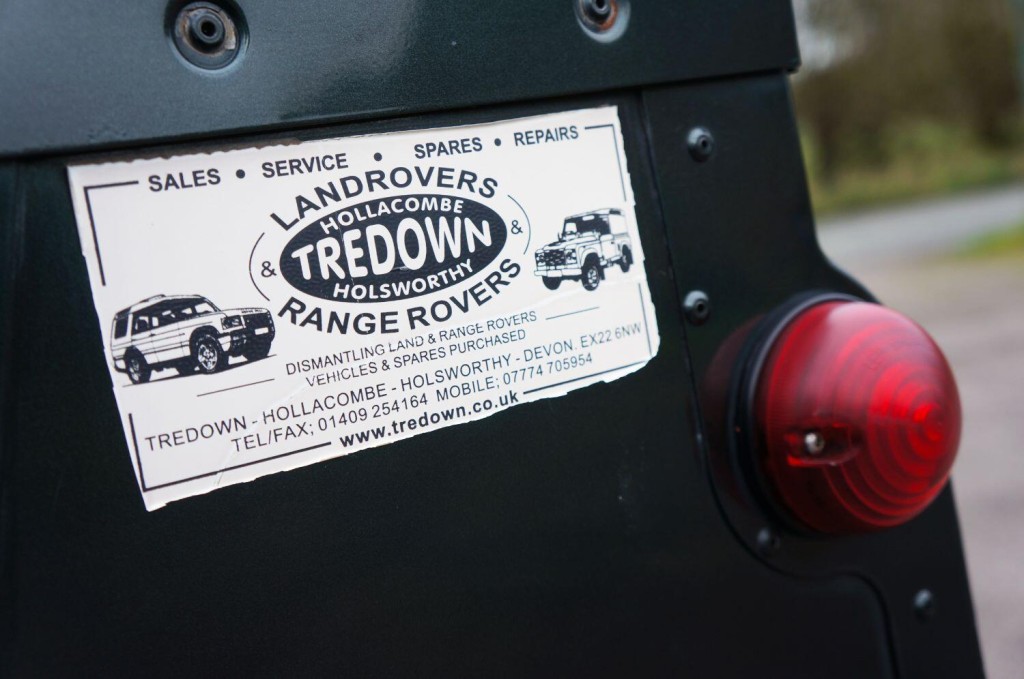 SALES • SERVICE • SPARES • REPAIRS
LANDROVERS
HOLLACOMBE
& TREDOWN &
HOLSWORTHY
RANGE ROVERS
DISMANTLING LAND & RANGE ROVERS
VEHICLES & SPARES PURCHASED
TREDOWN - HOLLACOMBE - HOLSWORTHY - DEVON. EX22 6NW
TEL/FAX; 01409 254164 MOBILE; 07774 705954
www.tredown.co.uk